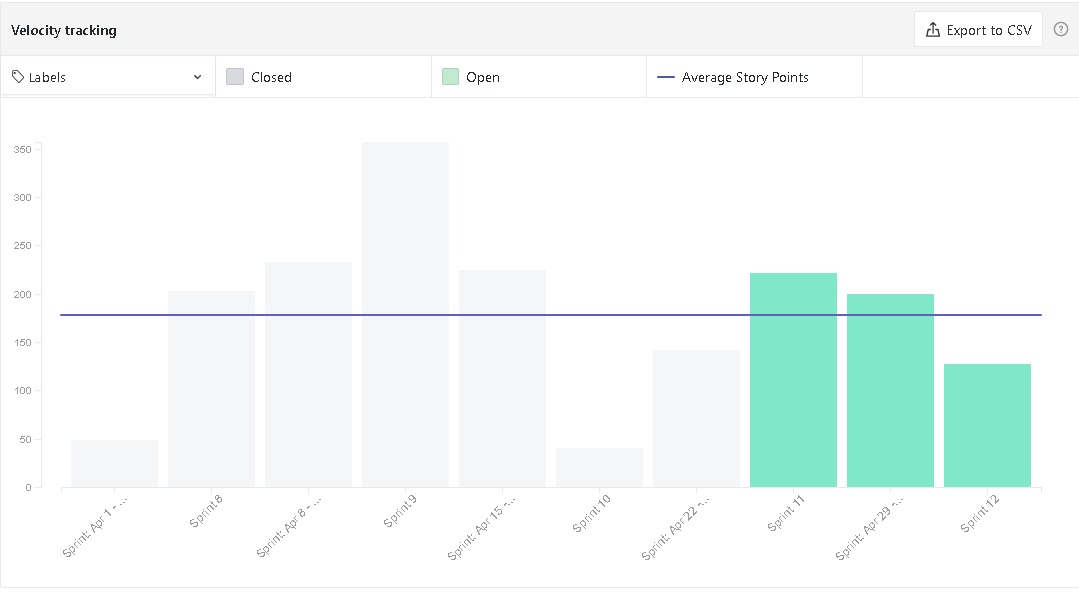 Velocity tracking
Export to CSV
?
Labels
Closed
Open
Average Story Points
350
300
250
200
150
100
50
0
Sprint: Apr 1 - ...
Sprint 8
Sprint: Apr 8 - ...
Sprint 9
Sprint: Apr 15 -...
Sprint 10
Sprint: Apr 22 -...
Sprint 11
Sprint: Apr 29 -...
Sprint 12